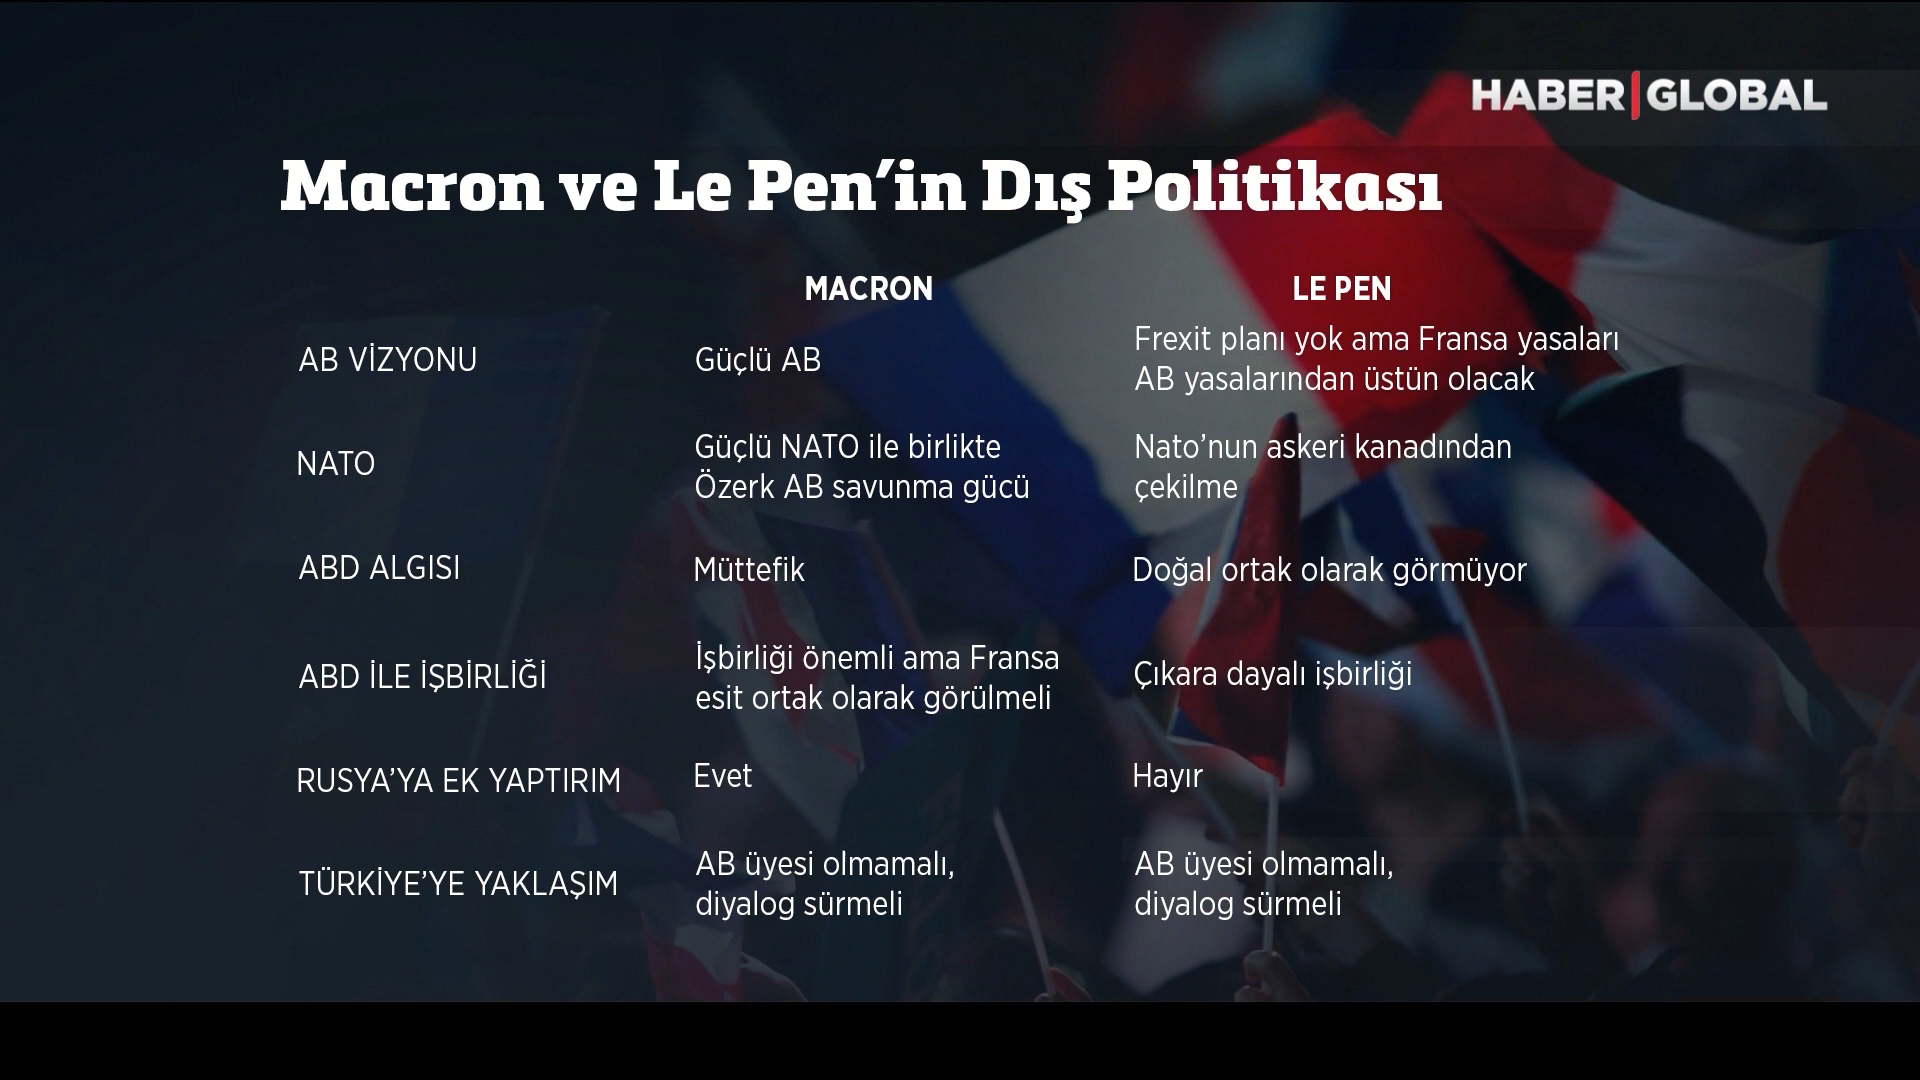 HABER GLOBAL
Macron ve Le Pen’in Dış Politikası
MACRON LE PEN
AB VİZYONU
Güçlü AB
Frexit planı yok ama Fransa yasaları
AB yasalarından üstün olacak
NATO
Güçlü NATO ile birlikte
Özerk AB savunma gücü
Nato’nun askeri kanadından
çekilme
ABD ALGISI
Müttefik
Doğal ortak olarak görmüyor
ABD İLE İŞBİRLİĞİ
İşbirliği önemli ama Fransa
esit ortak olarak görülmeli
Çıkara dayalı işbirliği
RUSYA’YA EK YAPTIRIM
Evet
Hayır
TÜRKİYE’YE YAKLAŞIM
AB üyesi olmamalı,
diyalog sürmeli
AB üyesi olmamalı,
diyalog sürmeli